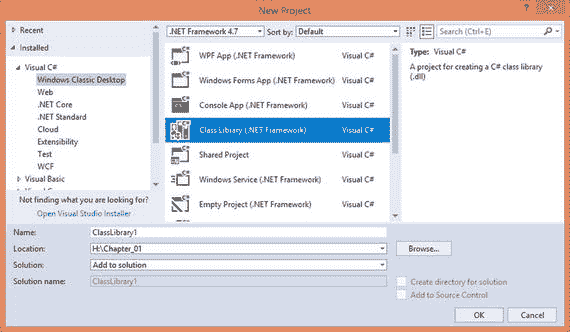 New Project
? ×
Recent
.NET Framework 4.7 Sort by: Default
Search (Ctrl+E)
Installed
Visual C#
Windows Classic Desktop
Web
.NET Core
.NET Standard
Cloud
Extensibility
Test
WCF
Visual Basic
Not finding what you are looking for?
Open Visual Studio Installer
WPF App (.NET Framework) Visual C#
Windows Forms App (.NET Framework) Visual C#
Console App (.NET Framework) Visual C#
Class Library (.NET Framework) Visual C#
Shared Project Visual C#
Windows Service (.NET Framework) Visual C#
Empty Project (.NET Framework) Visual C#
Type: Visual C#
A project for creating a C# class library
(.dll)
Name: ClassLibrary1
Location: H:\Chapter_01 Browse...
Solution: Add to solution
Solution name: ClassLibrary1
Create directory for solution
Add to Source Control
OK Cancel